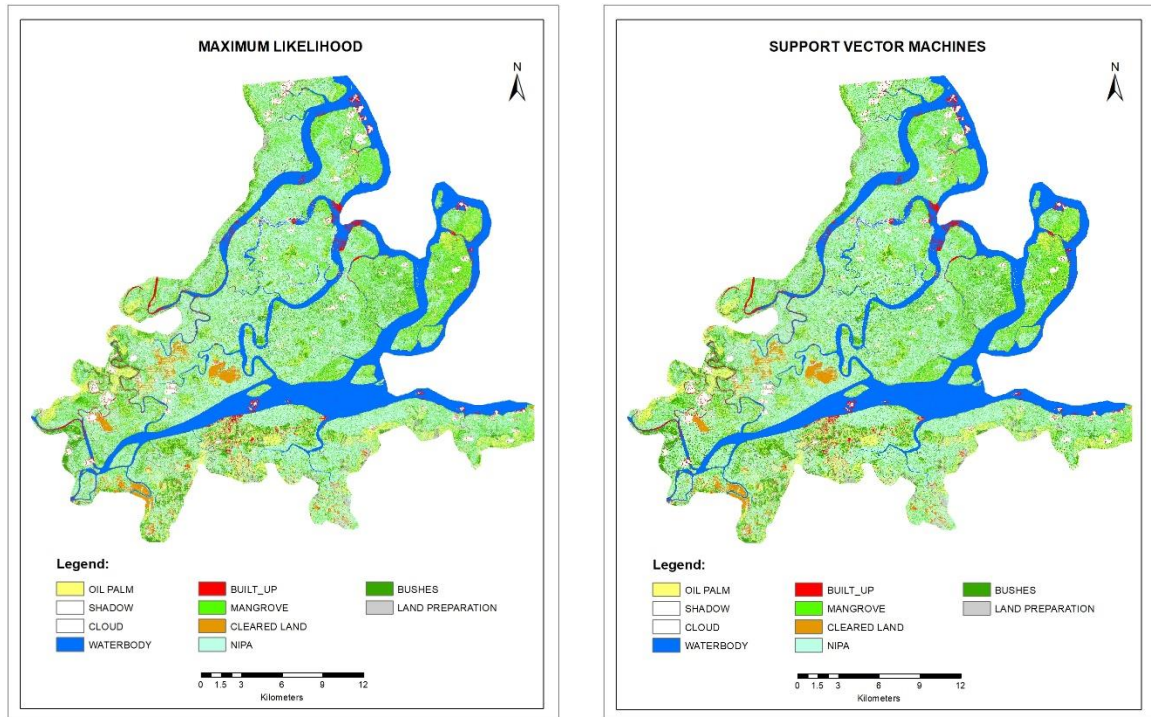 MAXIMUM LIKELIHOOD
N
Legend:
OIL PALM
SHADOW
CLOUD
WATERBODY
BUILT_UP
MANGROVE
CLEARED LAND
NIPA
BUSHES
LAND PREPARATION
0 1.5 3 6 9 12
Kilometers
SUPPORT VECTOR MACHINES
N
Legend:
OIL PALM
SHADOW
CLOUD
WATERBODY
BUILT_UP
MANGROVE
CLEARED LAND
NIPA
BUSHES
LAND PREPARATION
0 1.5 3 6 9 12
Kilometers